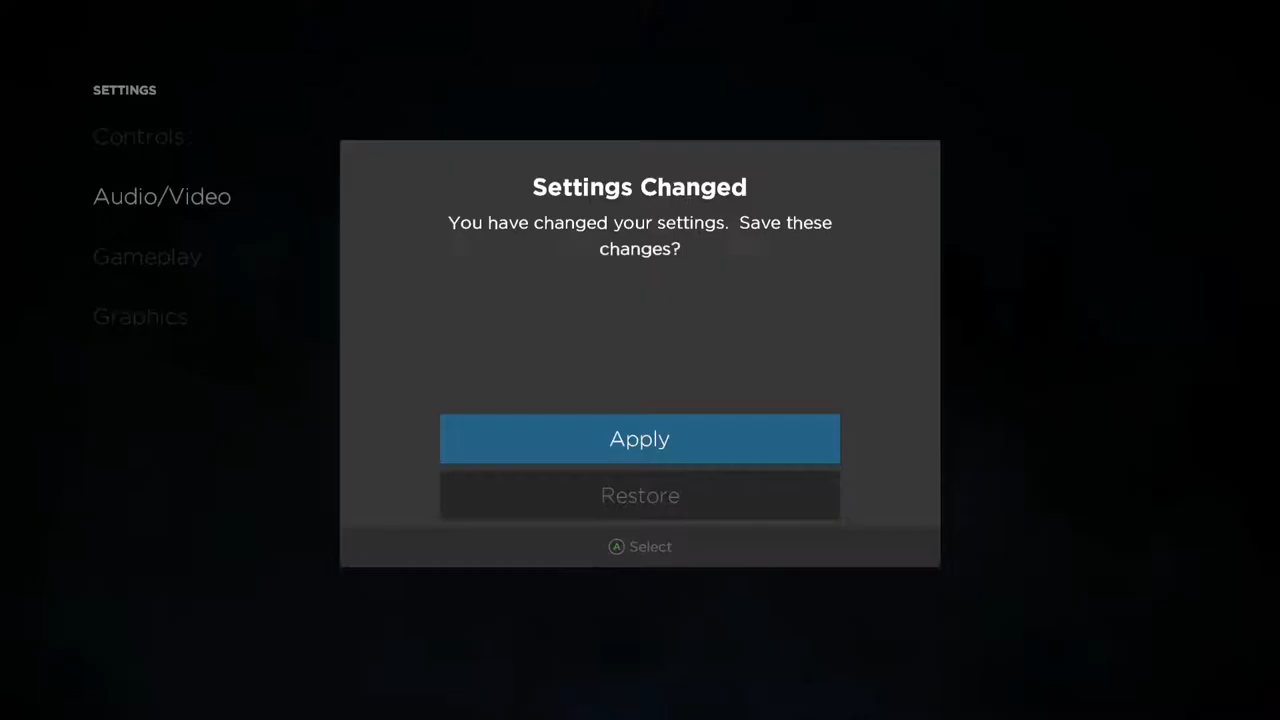 SETTINGS
Controls
Audio/Video
Gameplay
Graphics
Settings Changed
You have changed your settings.  Save these
changes?
Apply
Restore
A Select